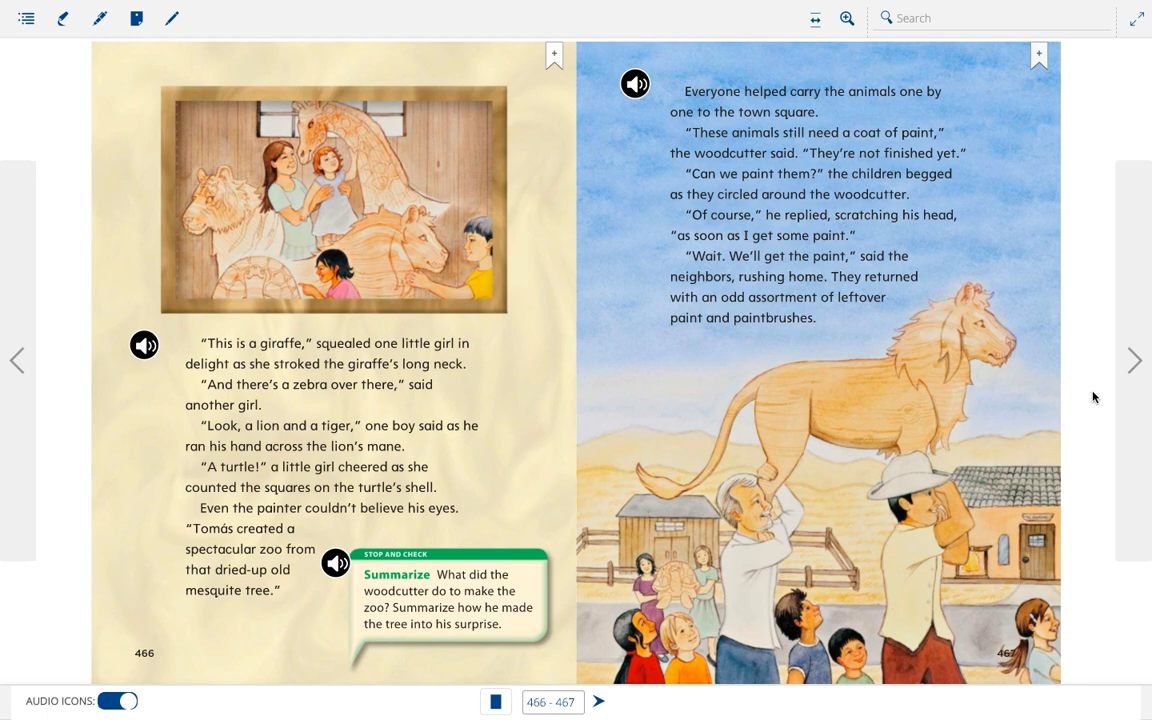 Search
“This is a giraffe,” squealed one little girl in
delight as she stroked the giraffe’s long neck.
“And there’s a zebra over there,” said
another girl.
“Look, a lion and a tiger,” one boy said as he
ran his hand across the lion’s mane.
“A turtle!” a little girl cheered as she
counted the squares on the turtle’s shell.
Even the painter couldn’t believe his eyes.
“Tomás created a
spectacular zoo from
that dried-up old
mesquite tree.”
STOP AND CHECK
Summarize What did the
woodcutter do to make the
zoo? Summarize how he made
the tree into his surprise.
466
Everyone helped carry the animals one by
one to the town square.
“These animals still need a coat of paint,”
the woodcutter said. “They’re not finished yet.”
“Can we paint them?” the children begged
as they circled around the woodcutter.
“Of course,” he replied, scratching his head,
“as soon as I get some paint.”
“Wait. We’ll get the paint,” said the
neighbors, rushing home. They returned
with an odd assortment of leftover
paint and paintbrushes.
467
AUDIO ICONS:
466 - 467